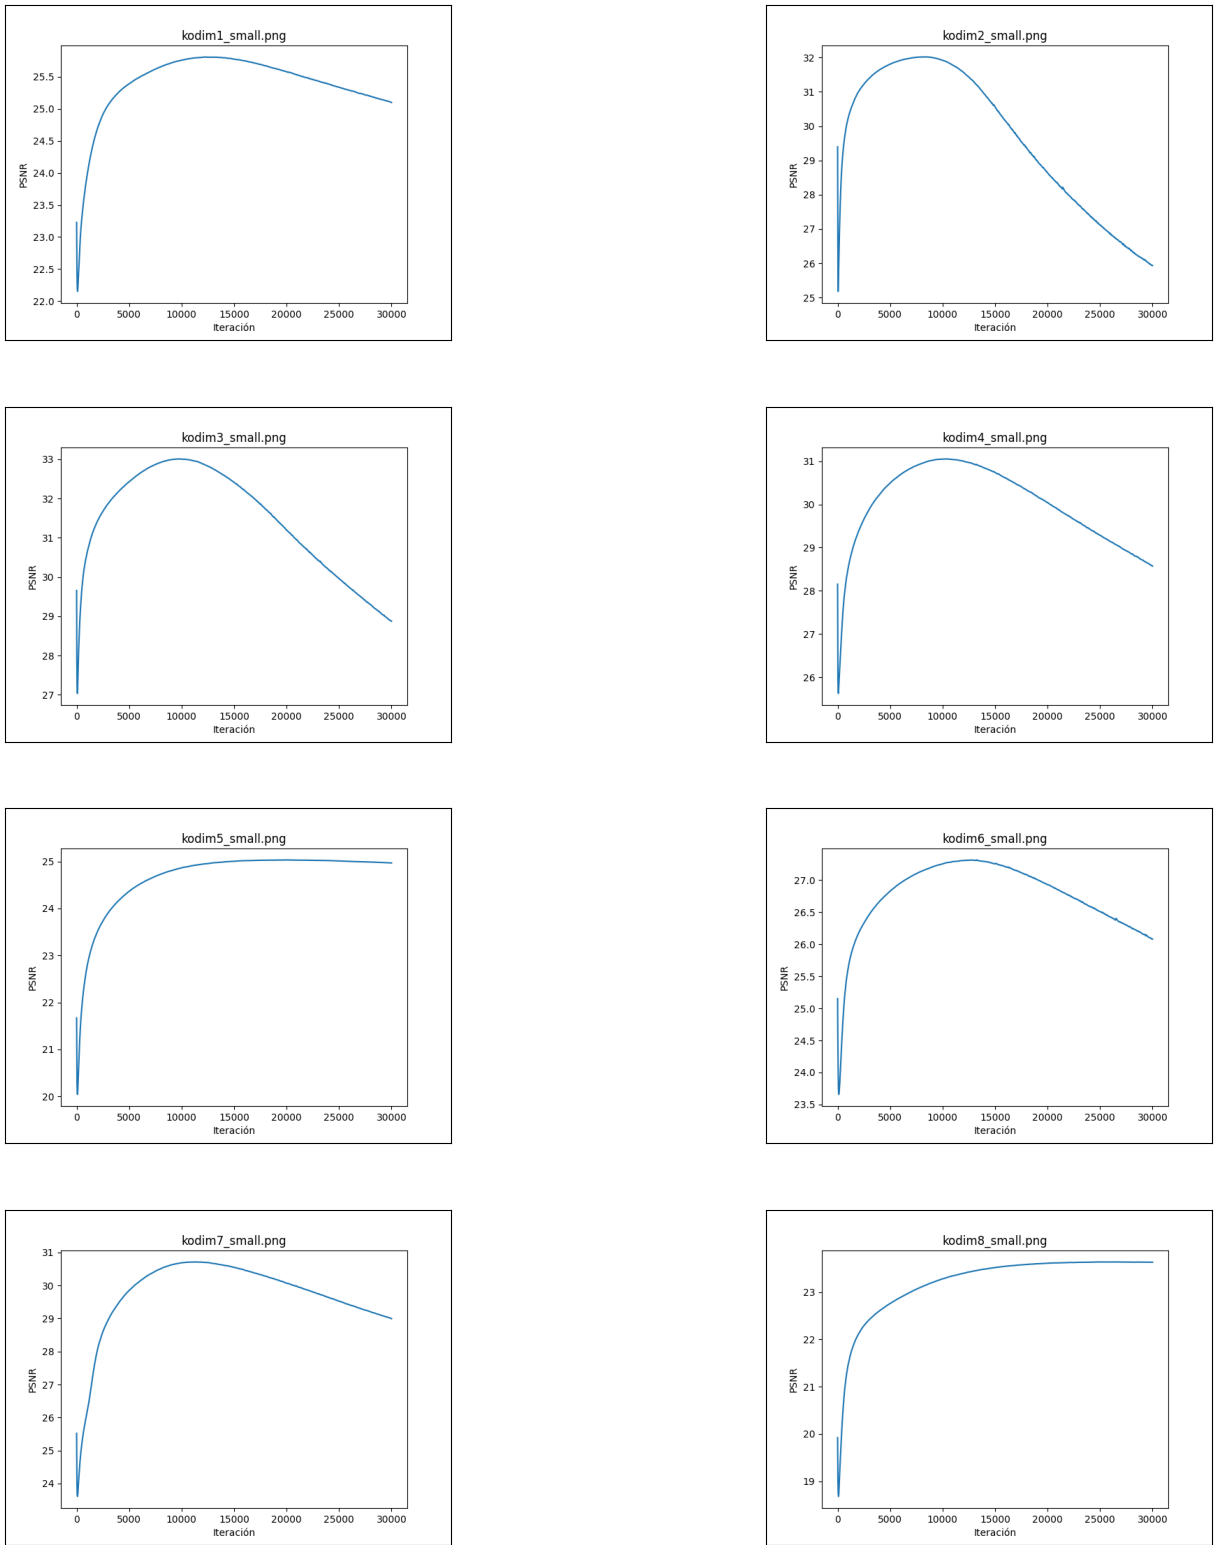 kodim1_small.png
PSNR
25.5
25.0
24.5
24.0
23.5
23.0
22.5
22.0
0 5000 10000 15000 20000 25000 30000
Iteración
kodim2_small.png
PSNR
32
31
30
29
28
27
26
25
0 5000 10000 15000 20000 25000 30000
Iteración
kodim3_small.png
PSNR
33
32
31
30
29
28
27
0 5000 10000 15000 20000 25000 30000
Iteración
kodim4_small.png
PSNR
31
30
29
28
27
26
0 5000 10000 15000 20000 25000 30000
Iteración
kodim5_small.png
PSNR
25
24
23
22
21
20
0 5000 10000 15000 20000 25000 30000
Iteración
kodim6_small.png
PSNR
27.0
26.5
26.0
25.5
25.0
24.5
24.0
23.5
0 5000 10000 15000 20000 25000 30000
Iteración
kodim7_small.png
PSNR
31
30
29
28
27
26
25
24
0 5000 10000 15000 20000 25000 30000
Iteración
kodim8_small.png
PSNR
23
22
21
20
19
0 5000 10000 15000 20000 25000 30000
Iteración